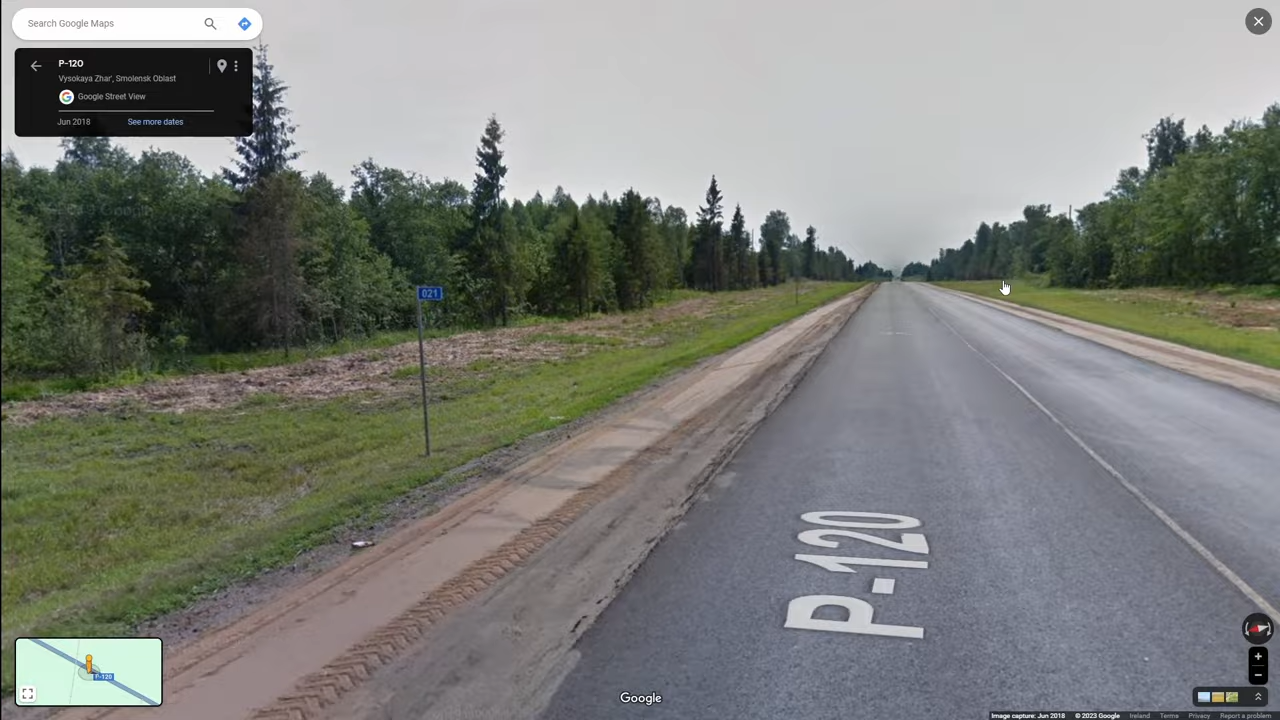 Search Google Maps
P-120
Vysokaya Zhar', Smolensk Oblast
Google Street View
Jun 2018
See more dates
021
P-120
P-120
Google
Image capture: Jun 2018 © 2023 Google Ireland Terms Privacy Report a problem